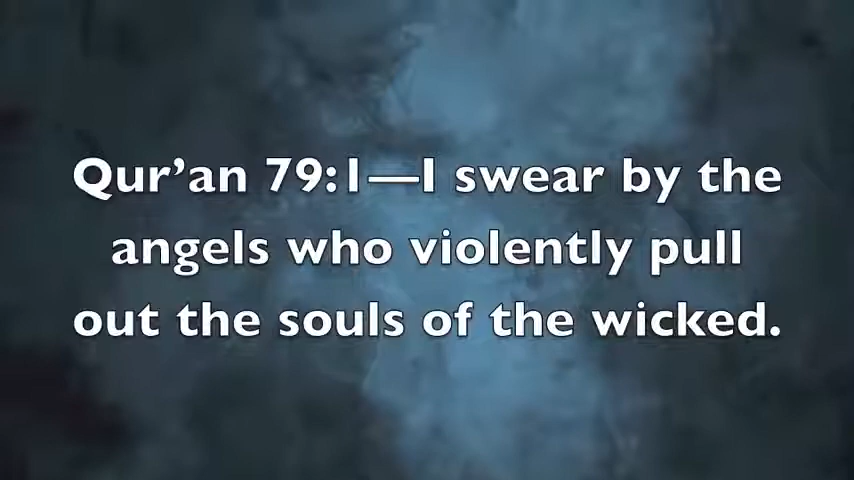 Qur’an 79:1—I swear by the
angels who violently pull
out the souls of the wicked.